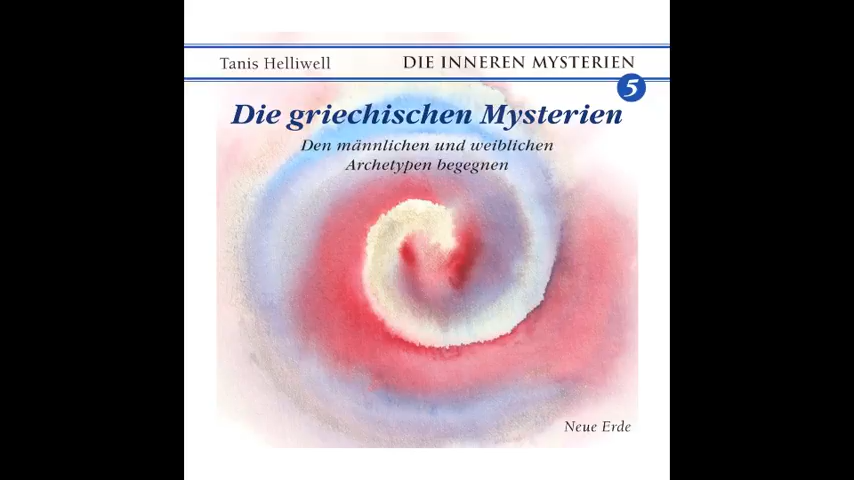 Tanis Helliwell DIE INNEREN MYSTERIEN
5
Die griechischen Mysterien
Den männlichen und weiblichen
Archetypen begegnen
Neue Erde